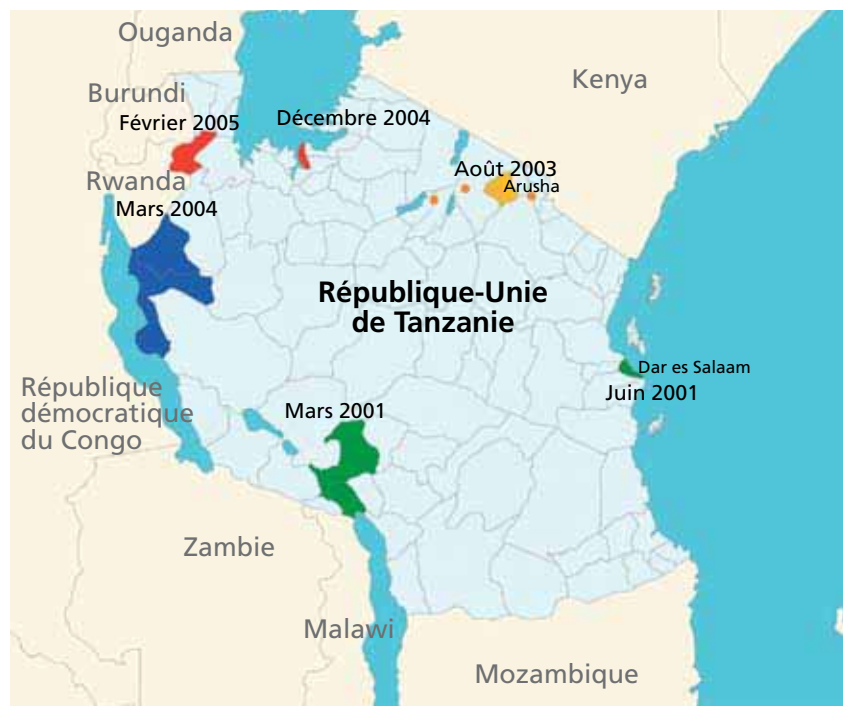 Ouganda
Kenya
Burundi
Février 2005
Décembre 2004
Août 2003
Arusha
Rwanda
Mars 2004
République-Unie
de Tanzanie
Dar es Salaam
Juin 2001
République
démocratique
du Congo
Mars 2001
Zambie
Malawi
Mozambique